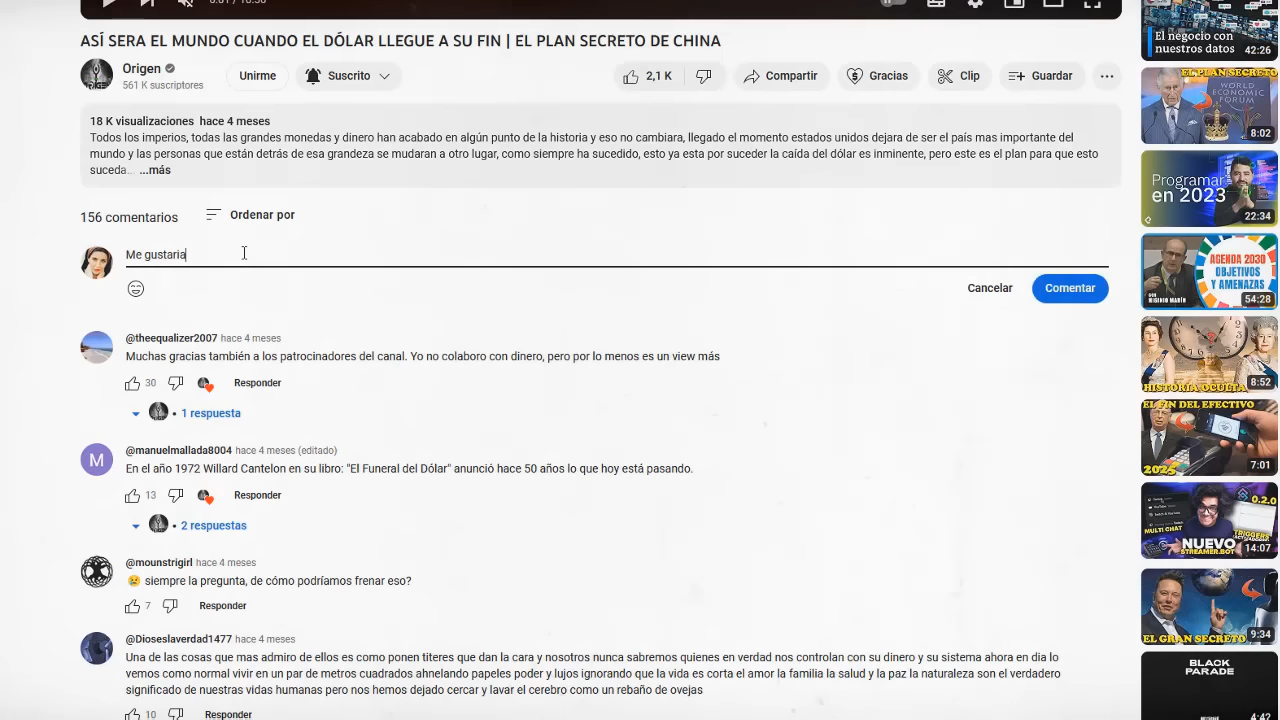 ASÍ SERA EL MUNDO CUANDO EL DÓLAR LLEGUE A SU FIN | EL PLAN SECRETO DE CHINA
Origen
561 K suscriptores
Unirme
Suscrito
2,1 K
Compartir
Gracias
Clip
Guardar
18 K visualizaciones hace 4 meses
Todos los imperios, todas las grandes monedas y dinero han acabado en algún punto de la historia y eso no cambiara, llegado el momento estados unidos dejara de ser el país mas importante del
mundo y las personas que están detrás de esa grandeza se mudaran a otro lugar, como siempre ha sucedido, esto ya esta por suceder la caída del dólar es inminente, pero este es el plan para que esto
suceda... ...más
156 comentarios
Ordenar por
Me gustaria
Cancelar
Comentar
@theequalizer2007 hace 4 meses
Muchas gracias también a los patrocinadores del canal. Yo no colaboro con dinero, pero por lo menos es un view más
30
Responder
• 1 respuesta
M
@manuelmallada8004 hace 4 meses (editado)
En el año 1972 Willard Cantelon en su libro: "El Funeral del Dólar" anunció hace 50 años lo que hoy está pasando.
13
Responder
• 2 respuestas
@mounstrigirl hace 4 meses
😢 siempre la pregunta, de cómo podríamos frenar eso?
7
Responder
@Dioseslaverdad1477 hace 4 meses
Una de las cosas que mas admiro de ellos es como ponen titeres que dan la cara y nosotros nunca sabremos quienes en verdad nos controlan con su dinero y su sistema ahora en dia lo
vemos como normal vivir en un par de metros cuadrados ahnelando papeles,poder y lujos ignorando que la vida es corta el amor la familia la salud y la paz la naturaleza son el verdadero
significado de nuestras vidas humanas pero nos hemos dejado cercar y lavar el cerebro como un rebaño de ovejas
10
Responder
El negocio con
nuestros datos
42:26
EL PLAN SECRETO
WORLD
ECONOMIC
FORUM
8:02
Programar
en 2023
22:34
AGENDA 2030
OBJETIVOS
Y AMENAZAS
DON
HIGINIO MARÍN
54:28
HISTORIA OCULTA
8:52
EL FIN DEL EFECTIVO
2025
7:01
0.2.0
MULTI CHAT
TRIGGERS
NUEVO
STREAMER.BOT
14:07
EL GRAN SECRETO
9:34
BLACK
PARADE
4:42